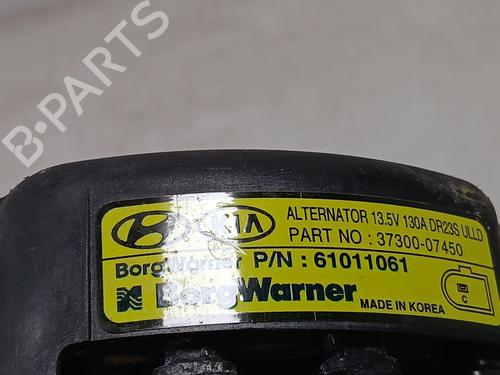 B-PARTS
KIA ALTERNATOR 13.5V 130A DR23S ULLD
PART NO : 37300-07450
BorgWarner P/N : 61011061
BorgWarner MADE IN KOREA
C